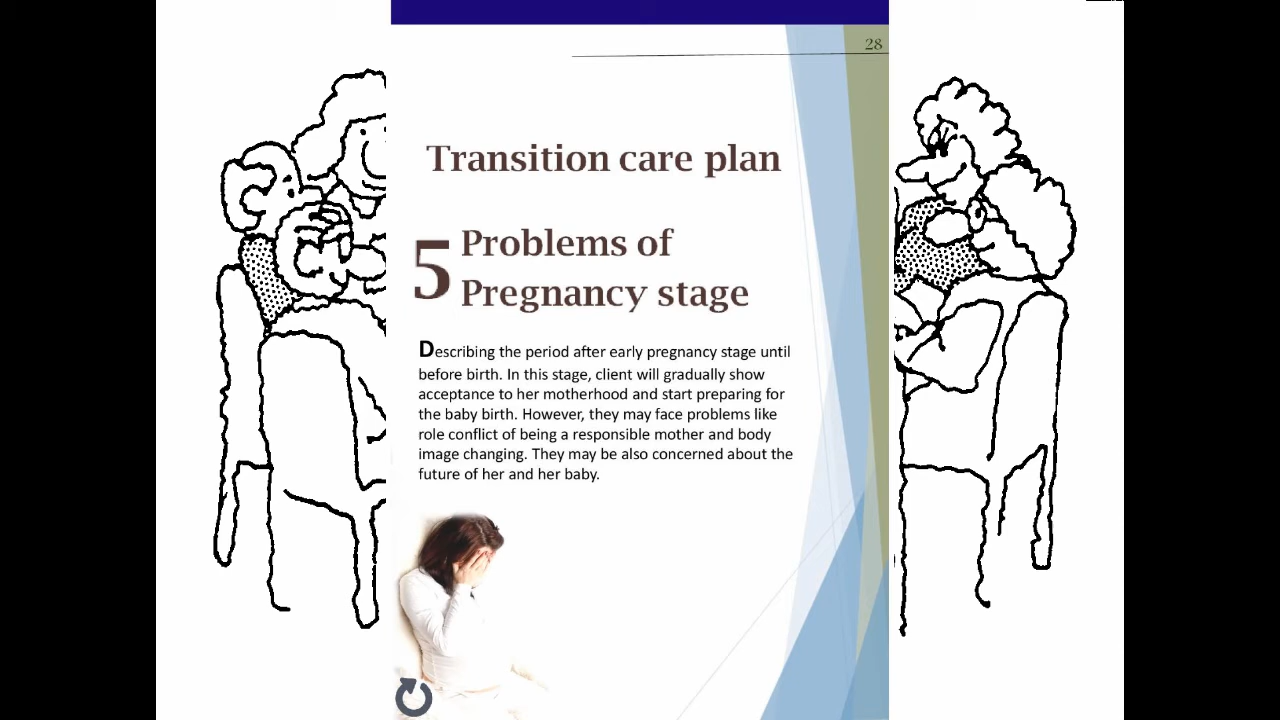 28
Transition care plan
5 Problems of
Pregnancy stage
Describing the period after early pregnancy stage until
before birth. In this stage, client will gradually show
acceptance to her motherhood and start preparing for
the baby birth. However, they may face problems like
role conflict of being a responsible mother and body
image changing. They may be also concerned about the
future of her and her baby.